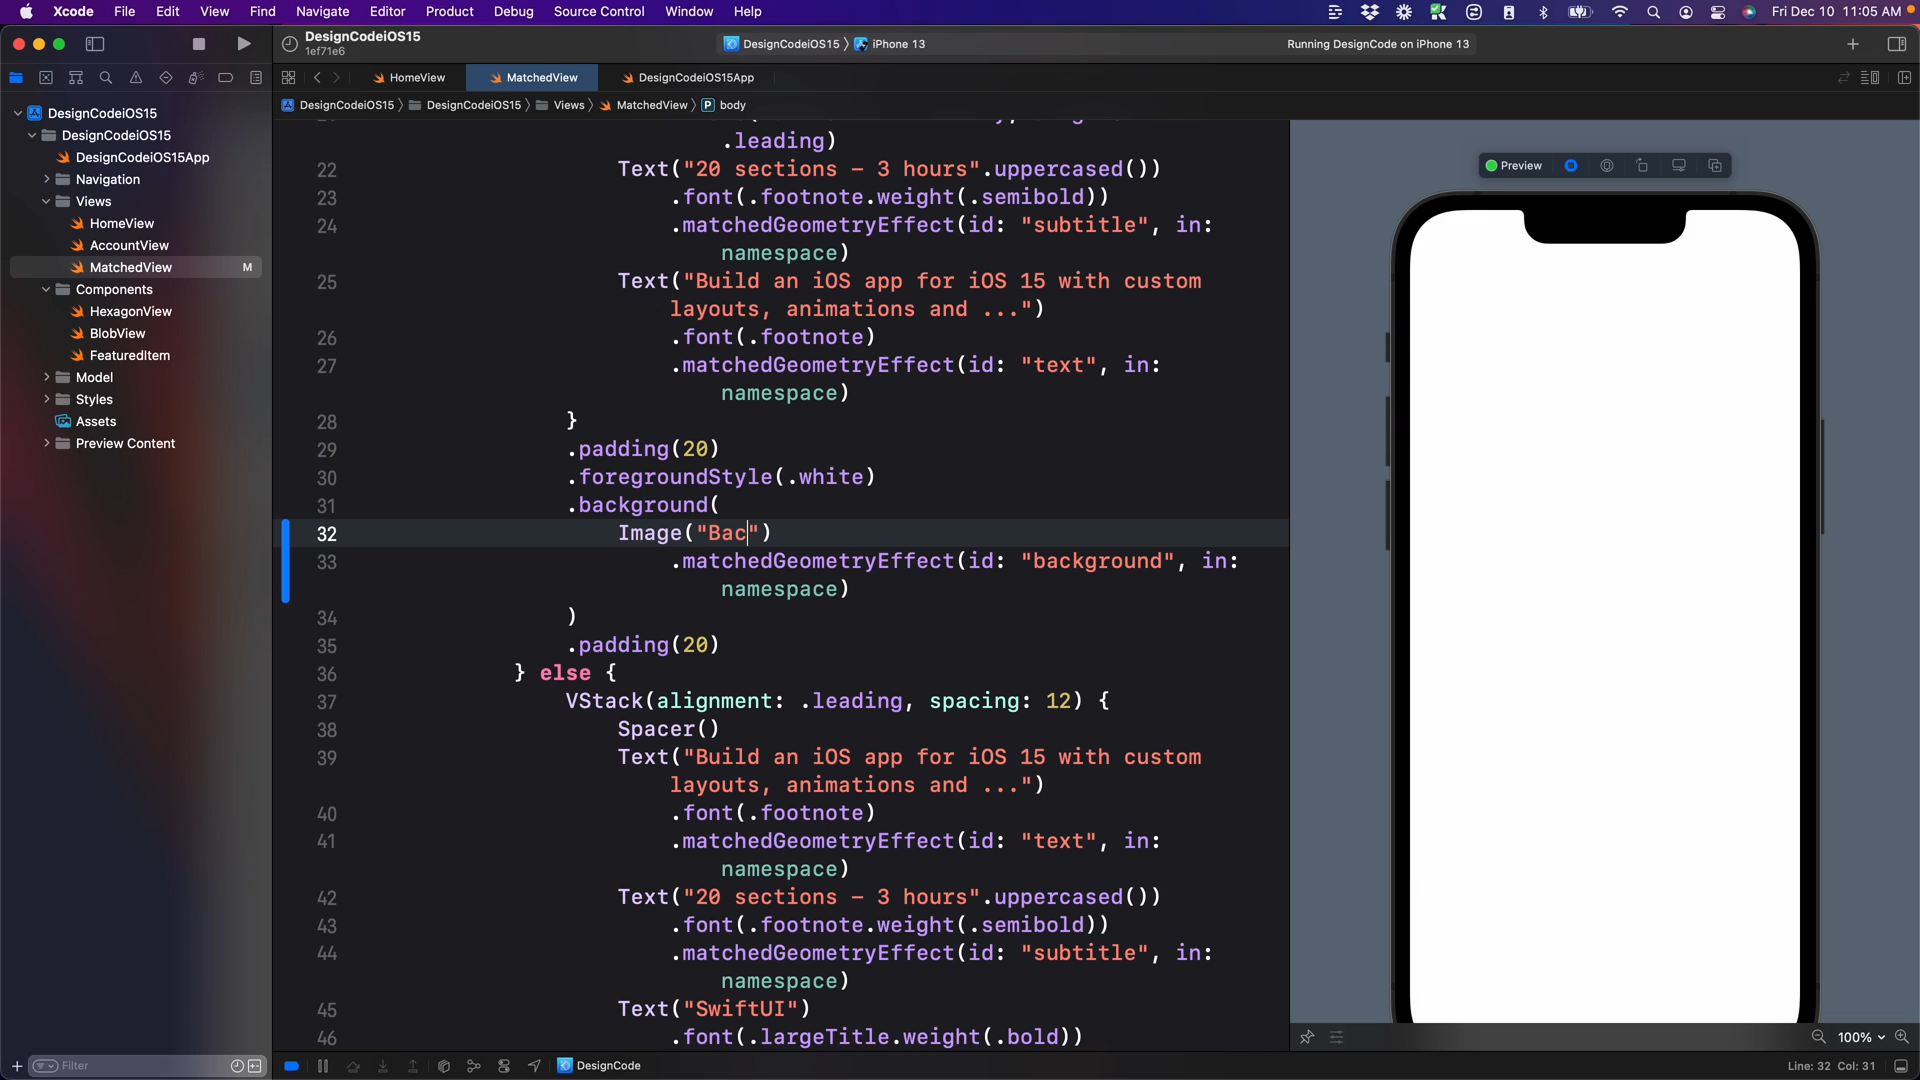 Xcode File Edit View Find Navigate Editor Product Debug Source Control Window Help Fri Dec 10 11:05 AM
DesignCodeiOS15
1ef71e6
DesignCodeiOS15 iPhone 13
Running DesignCode on iPhone 13
HomeView MatchedView DesignCodeiOS15App
DesignCodeiOS15 DesignCodeiOS15 Views MatchedView P body
DesignCodeiOS15
DesignCodeiOS15
DesignCodeiOS15App
Navigation
Views
HomeView
AccountView
MatchedView M
Components
HexagonView
BlobView
FeaturedItem
Model
Styles
Assets
Preview Content
Filter
.leading)
22 Text("20 sections – 3 hours".uppercased())
23 .font(.footnote.weight(.semibold))
24 .matchedGeometryEffect(id: "subtitle", in:
namespace)
25 Text("Build an iOS app for iOS 15 with custom
layouts, animations and ...")
26 .font(.footnote)
27 .matchedGeometryEffect(id: "text", in:
namespace)
28 }
29 .padding(20)
30 .foregroundStyle(.white)
31 .background(
32 Image("Bac")
33 .matchedGeometryEffect(id: "background", in:
namespace)
34 )
35 .padding(20)
36 } else {
37 VStack(alignment: .leading, spacing: 12) {
38 Spacer()
39 Text("Build an iOS app for iOS 15 with custom
layouts, animations and ...")
40 .font(.footnote)
41 .matchedGeometryEffect(id: "text", in:
namespace)
42 Text("20 sections – 3 hours".uppercased())
43 .font(.footnote.weight(.semibold))
44 .matchedGeometryEffect(id: "subtitle", in:
namespace)
45 Text("SwiftUI")
46 .font(.largeTitle.weight(.bold))
Preview
100%
DesignCode
Line: 32 Col: 31